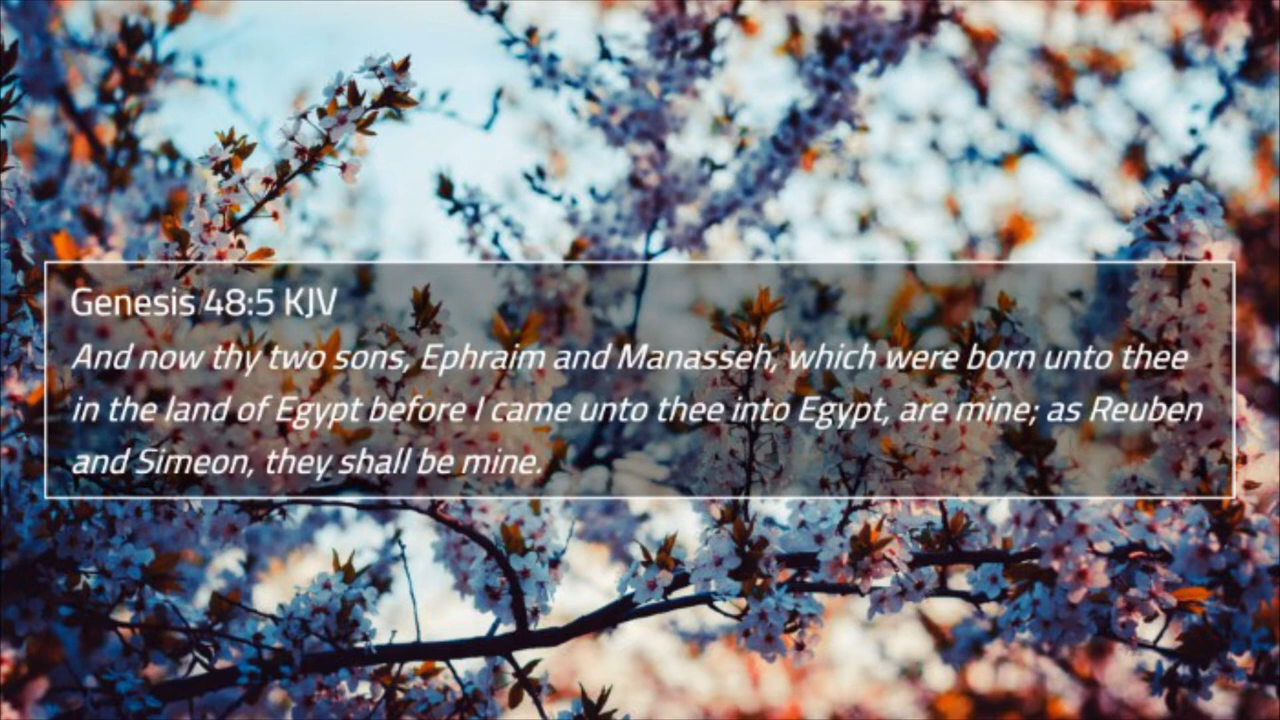 Genesis 48:5 KJV
And now thy two sons, Ephraim and Manasseh, which were born unto thee
in the land of Egypt before I came unto thee into Egypt, are mine; as Reuben
and Simeon, they shall be mine.